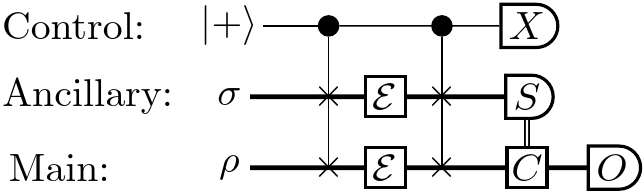 Control: |+⟩ X
Ancillary: σ ℰ S
Main: ρ ℰ C O